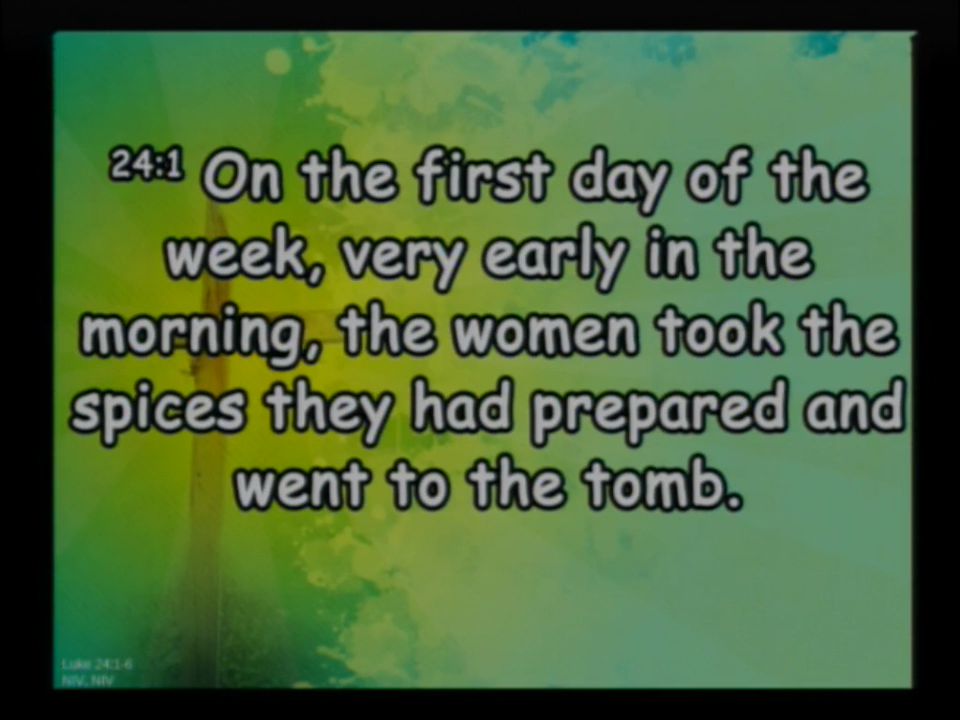 24:1 On the first day of the
week, very early in the
morning, the women took the
spices they had prepared and
went to the tomb.
Luke 24:1-6
NIV, NIV